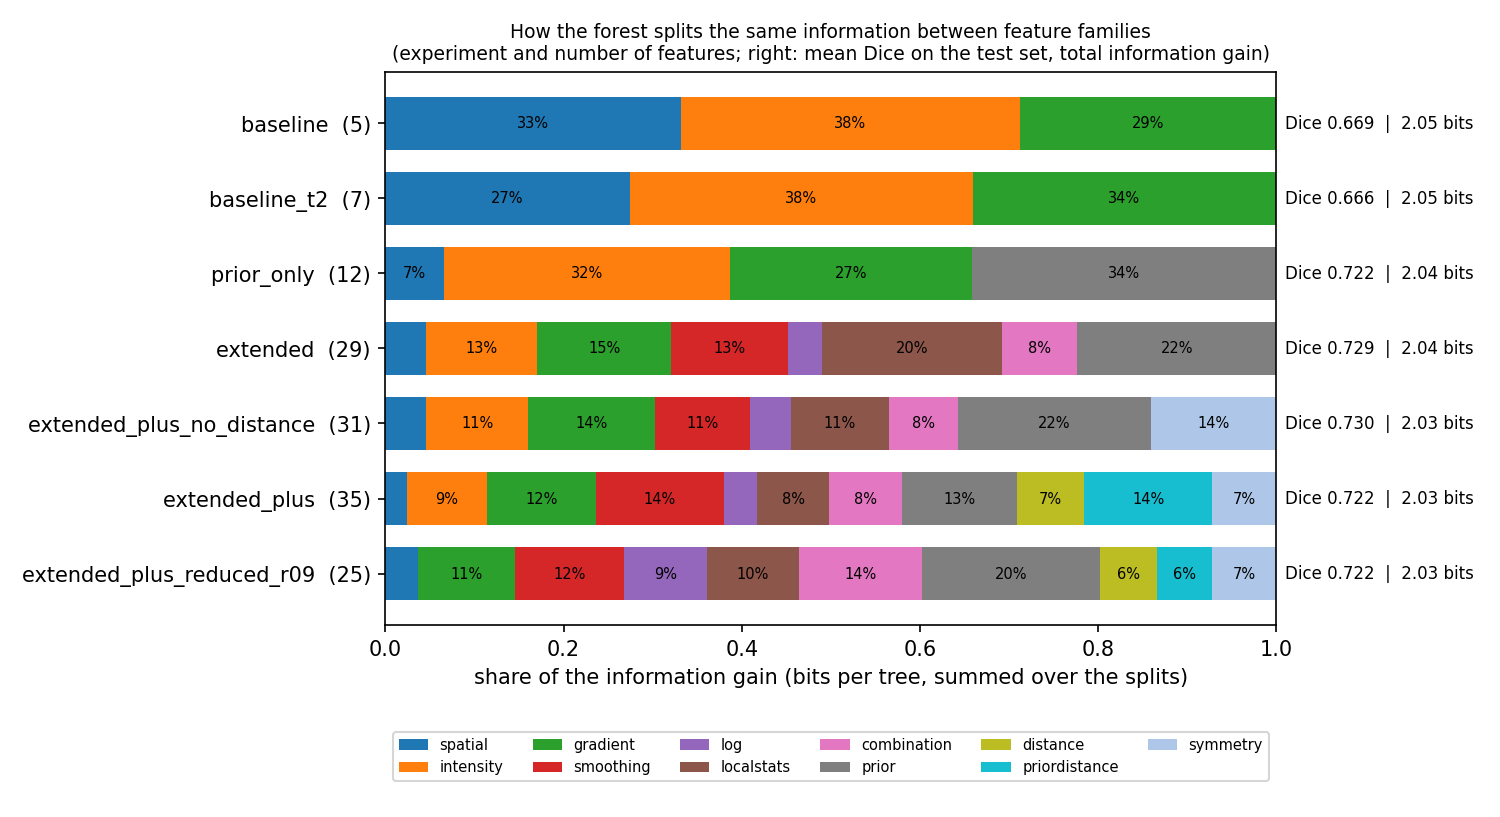 How the forest splits the same information between feature families
(experiment and number of features; right: mean Dice on the test set, total information gain)
baseline (5) 33% 38% 29% Dice 0.669 | 2.05 bits
baseline_t2 (7) 27% 38% 34% Dice 0.666 | 2.05 bits
prior_only (12) 7% 32% 27% 34% Dice 0.722 | 2.04 bits
extended (29) 13% 15% 13% 20% 8% 22% Dice 0.729 | 2.04 bits
extended_plus_no_distance (31) 11% 14% 11% 11% 8% 22% 14% Dice 0.730 | 2.03 bits
extended_plus (35) 9% 12% 14% 8% 8% 13% 7% 14% 7% Dice 0.722 | 2.03 bits
extended_plus_reduced_r09 (25) 11% 12% 9% 10% 14% 20% 6% 6% 7% Dice 0.722 | 2.03 bits
0.0 0.2 0.4 0.6 0.8 1.0
share of the information gain (bits per tree, summed over the splits)
spatial gradient log combination distance symmetry
intensity smoothing localstats prior priordistance